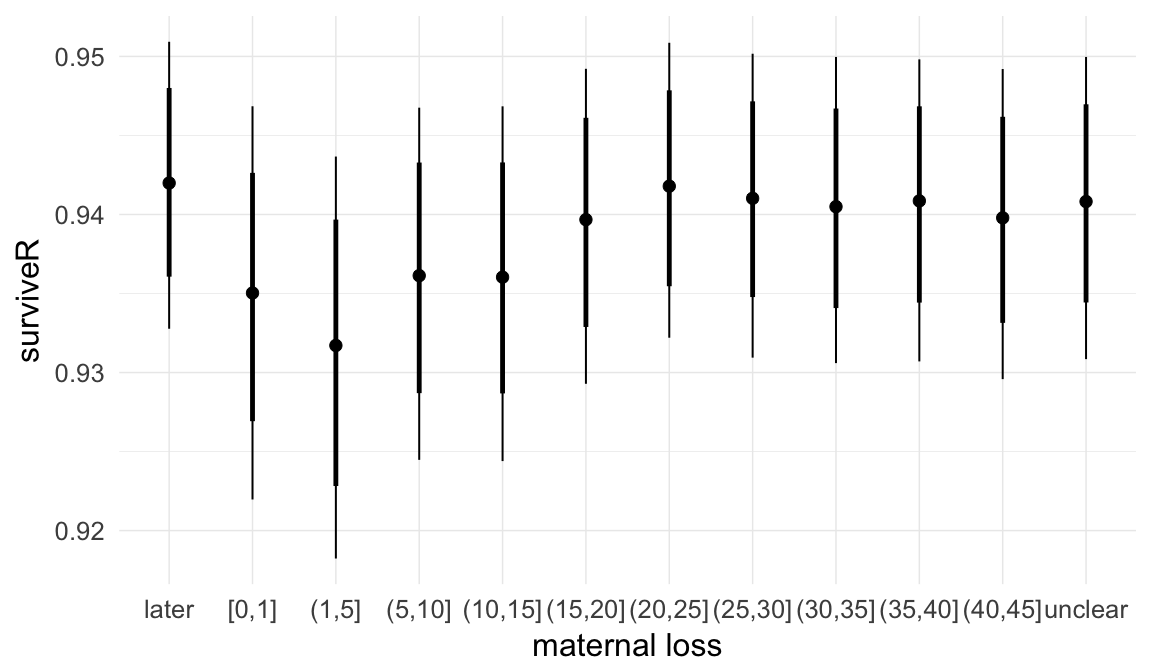 0.95
0.94
0.93
0.92
surviveR
later [0,1] (1,5] (5,10] (10,15] (15,20] (20,25] (25,30] (30,35] (35,40] (40,45] unclear
maternal loss